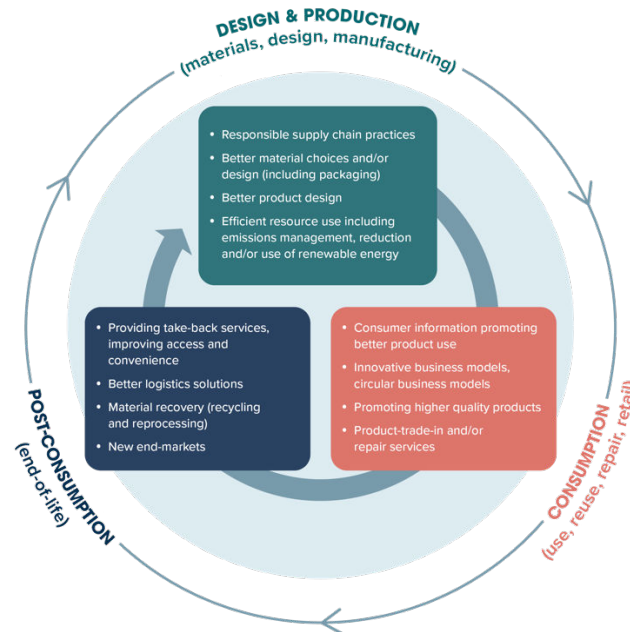 DESIGN & PRODUCTION
(materials, design, manufacturing)
• Responsible supply chain practices
• Better material choices and/or
design (including packaging)
• Better product design
• Efficient resource use including
emissions management, reduction
and/or use of renewable energy
• Providing take-back services,
improving access and
convenience
• Better logistics solutions
• Material recovery (recycling
and reprocessing)
• New end-markets
• Consumer information promoting
better product use
• Innovative business models,
circular business models
• Promoting higher quality products
• Product-trade-in and/or
repair services
POST-CONSUMPTION
(end-of-life)
CONSUMPTION
(use, reuse, repair, retail)